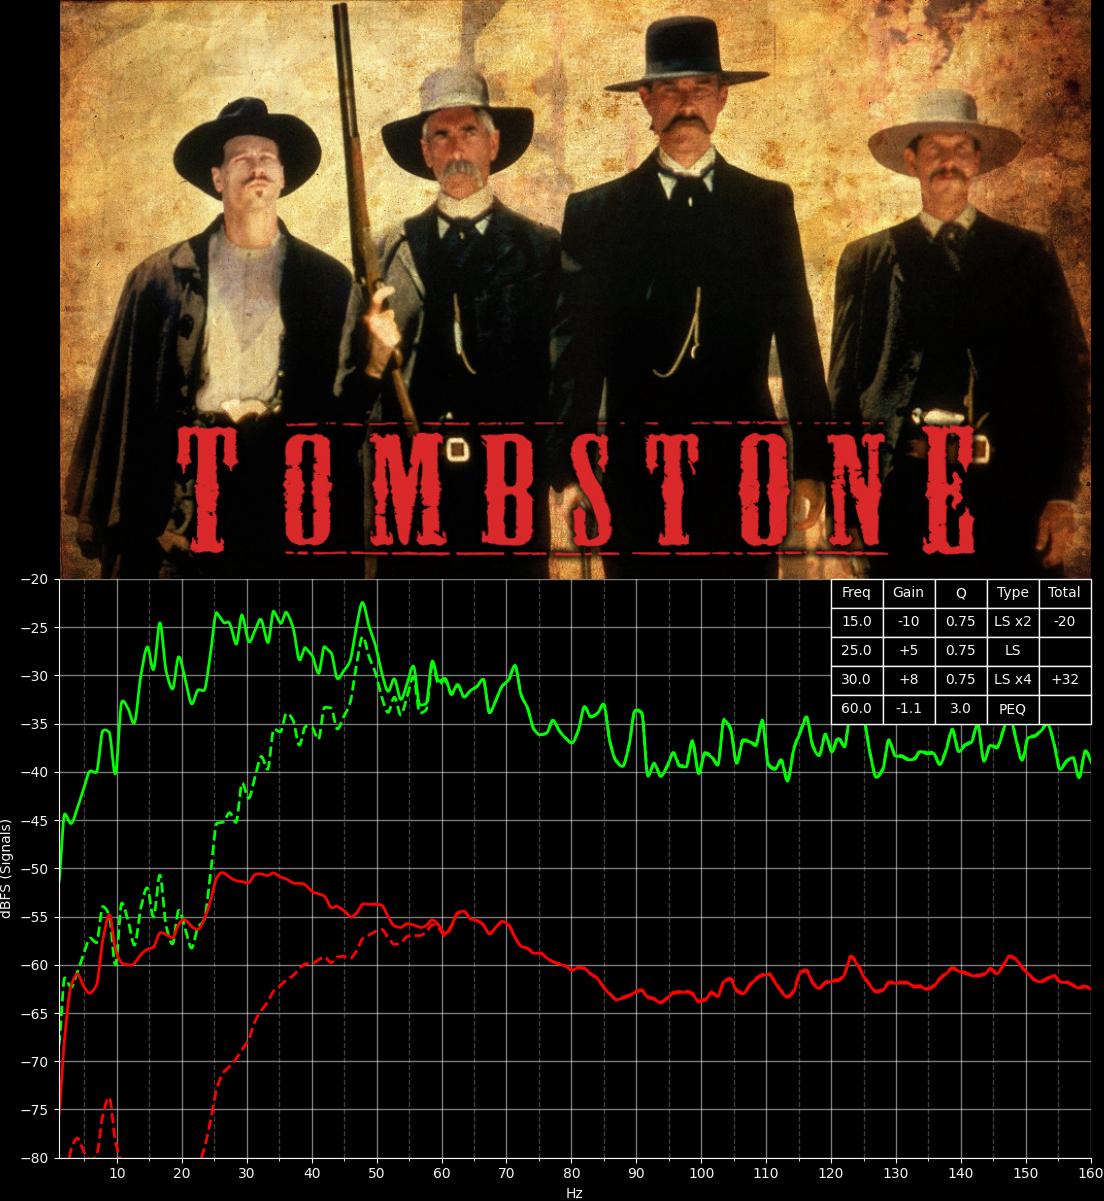 TOMBSTONE
-20
-25
-30
-35
-40
-45
-50
-55
-60
-65
-70
-75
-80
dBFS (Signals)
Freq Gain Q Type Total
15.0 -10 0.75 LS x2 -20
25.0 +5 0.75 LS
30.0 +8 0.75 LS x4 +32
60.0 -1.1 3.0 PEQ
10 20 30 40 50 60 70 80 90 100 110 120 130 140 150 160
Hz